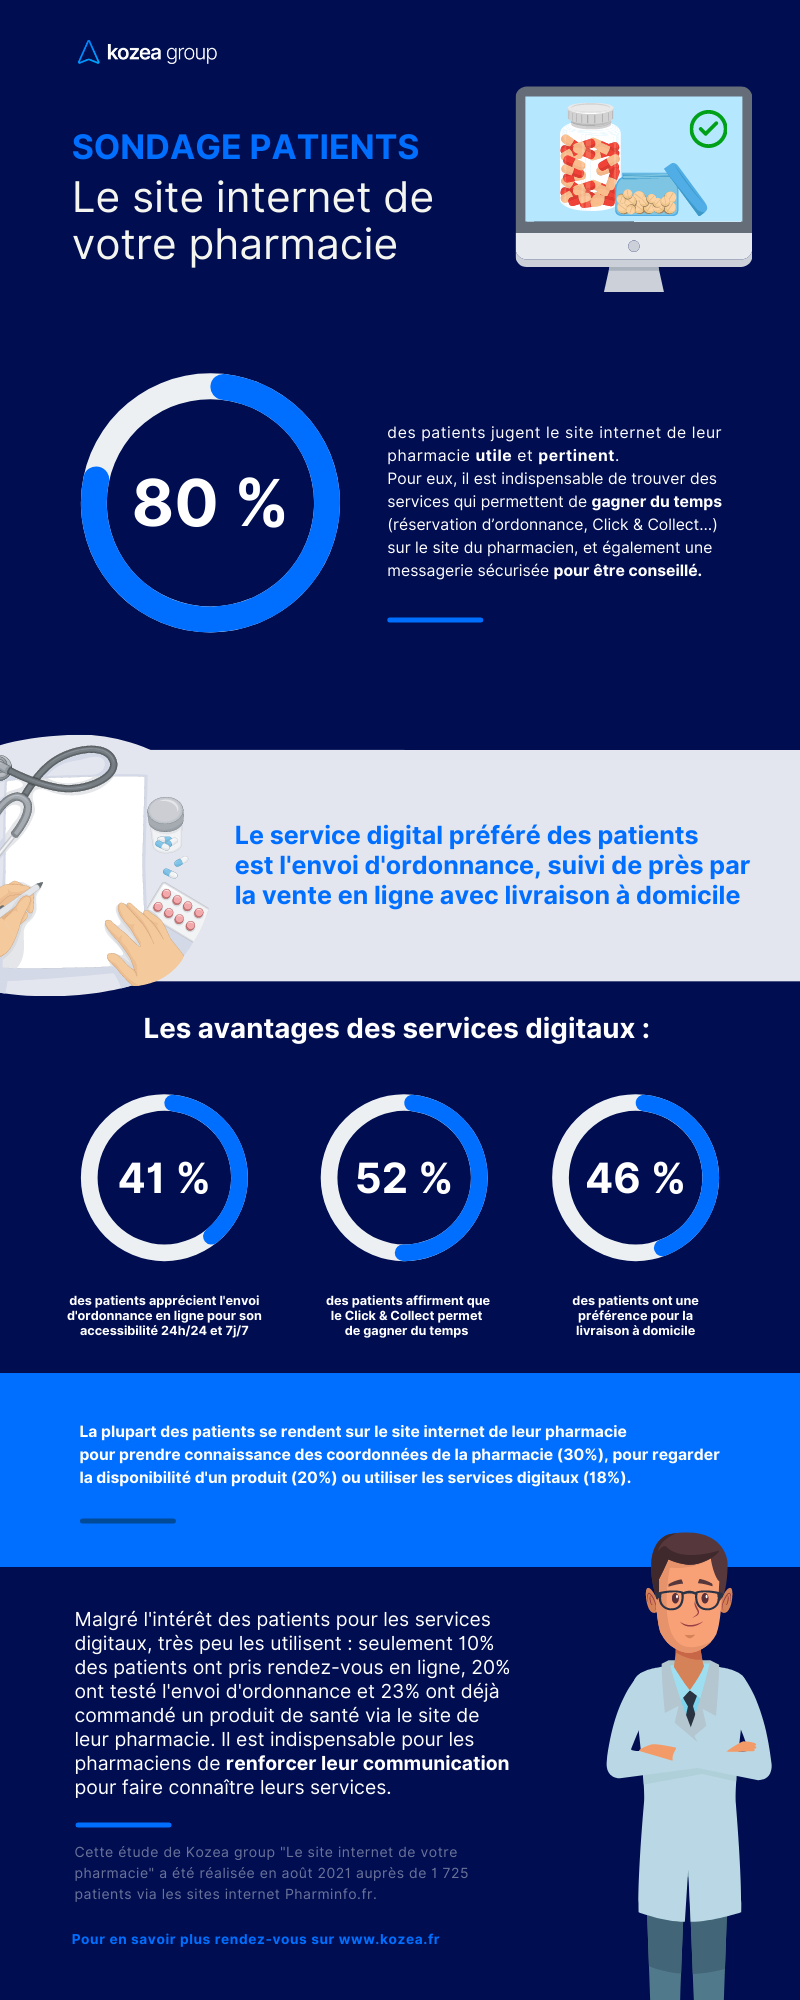 kozea group
SONDAGE PATIENTS
Le site internet de
votre pharmacie
80 %
des patients jugent le site internet de leur
pharmacie utile et pertinent.
Pour eux, il est indispensable de trouver des
services qui permettent de gagner du temps
(réservation d'ordonnance, Click & Collect...)
sur le site du pharmacien, et également une
messagerie sécurisée pour être conseillé.
Le service digital préféré des patients
est l'envoi d'ordonnance, suivi de près par
la vente en ligne avec livraison à domicile
Les avantages des services digitaux :
41 %
des patients apprécient l'envoi
d'ordonnance en ligne pour son
accessibilité 24h/24 et 7j/7
52 %
des patients affirment que
le Click & Collect permet
de gagner du temps
46 %
des patients ont une
préférence pour la
livraison à domicile
La plupart des patients se rendent sur le site internet de leur pharmacie
pour prendre connaissance des coordonnées de la pharmacie (30%), pour regarder
la disponibilité d'un produit (20%) ou utiliser les services digitaux (18%).
Malgré l'intérêt des patients pour les services
digitaux, très peu les utilisent : seulement 10%
des patients ont pris rendez-vous en ligne, 20%
ont testé l'envoi d'ordonnance et 23% ont déjà
commandé un produit de santé via le site de
leur pharmacie. Il est indispensable pour les
pharmaciens de renforcer leur communication
pour faire connaître leurs services.
Cette étude de Kozea group "Le site internet de votre
pharmacie" a été réalisée en août 2021 auprès de 1 725
patients via les sites internet Pharminfo.fr.
Pour en savoir plus rendez-vous sur www.kozea.fr